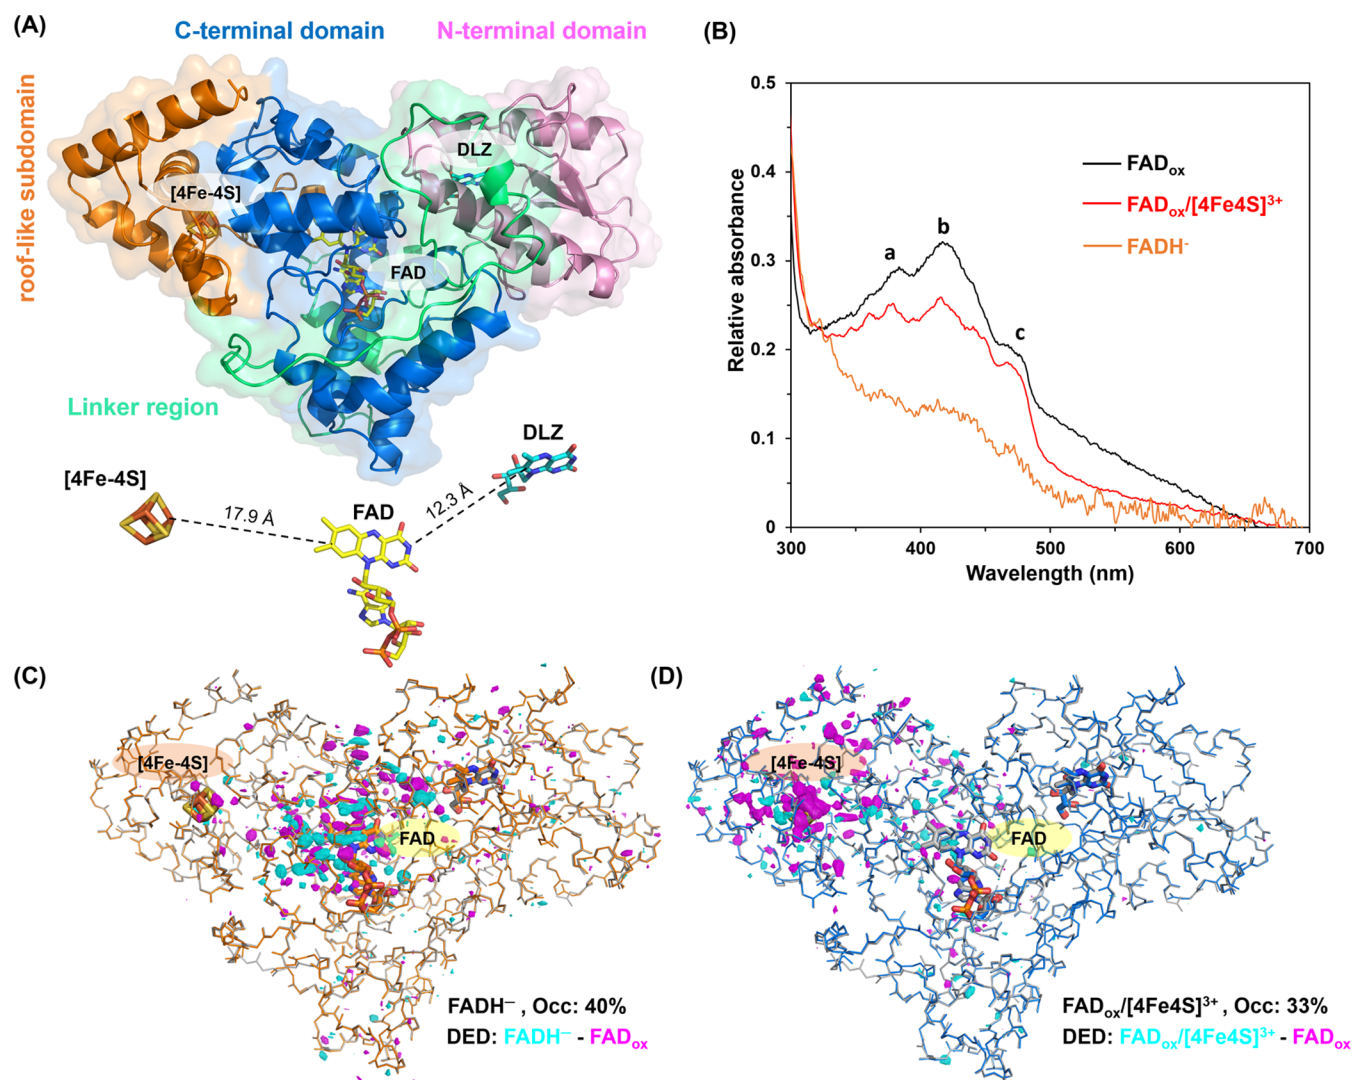 (A)
C-terminal domain
N-terminal domain
roof-like subdomain
[4Fe-4S]
DLZ
FAD
Linker region
[4Fe-4S]
17.9 Å
FAD
12.3 Å
DLZ
(B)
0.5
0.4
0.3
0.2
0.1
0
Relative absorbance
a
b
c
FADox
FADox/[4Fe4S]3+
FADH-
300
400
500
600
700
Wavelength (nm)
(C)
[4Fe-4S]
FAD
FADH— , Occ: 40%
DED: FADH— - FADox
(D)
[4Fe-4S]
FAD
FADox/[4Fe4S]3+ , Occ: 33%
DED: FADox/[4Fe4S]3+ - FADox